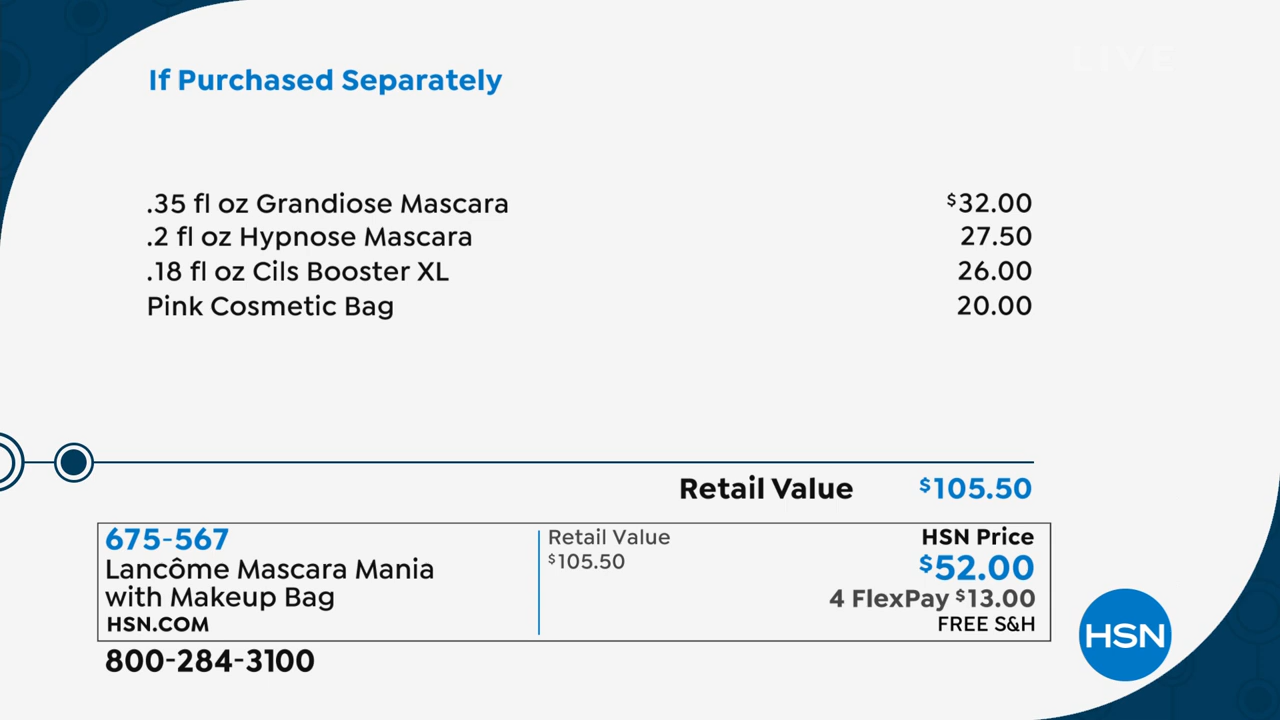 LIVE
If Purchased Separately
.35 fl oz Grandiose Mascara $32.00
.2 fl oz Hypnose Mascara 27.50
.18 fl oz Cils Booster XL 26.00
Pink Cosmetic Bag 20.00
Retail Value $105.50
675-567
Lancôme Mascara Mania
with Makeup Bag
HSN.COM
Retail Value
$105.50
HSN Price
$52.00
4 FlexPay $13.00
FREE S&H
800-284-3100
HSN